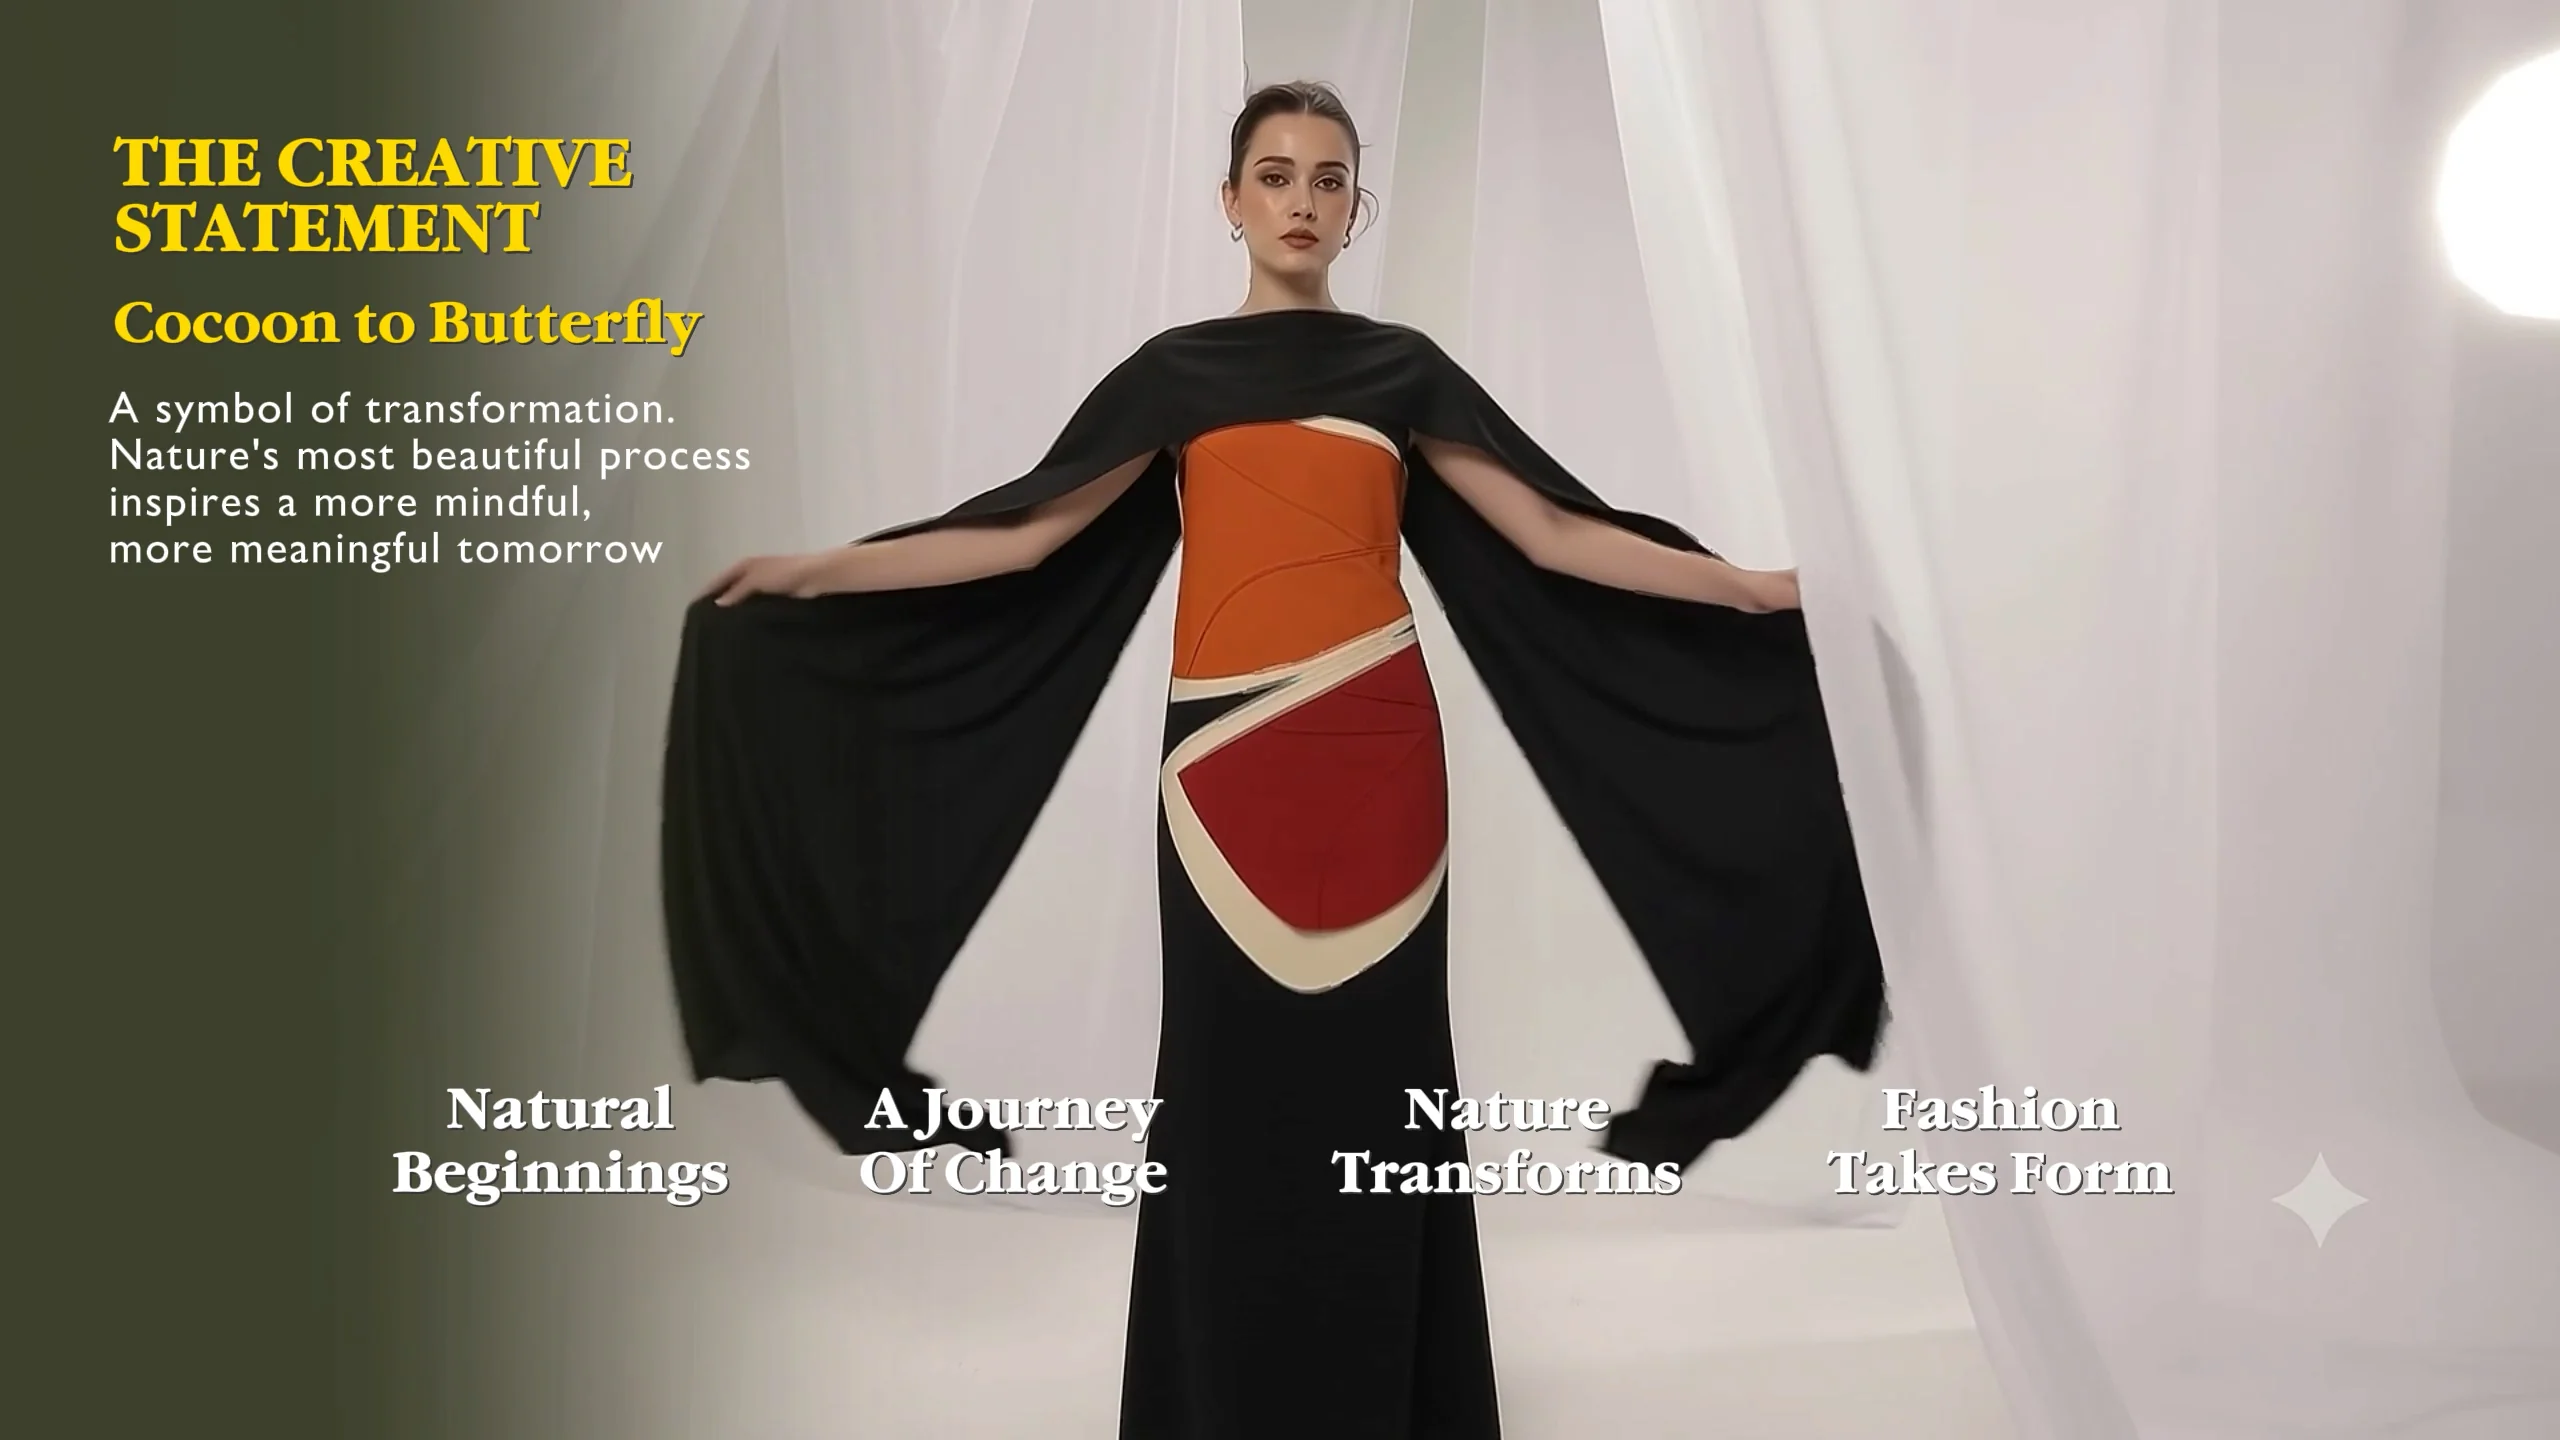 THE CREATIVE
STATEMENT
Cocoon to Butterfly
A symbol of transformation.
Nature's most beautiful process
inspires a more mindful,
more meaningful tomorrow
Natural
Beginnings
A Journey
Of Change
Nature
Transforms
Fashion
Takes Form